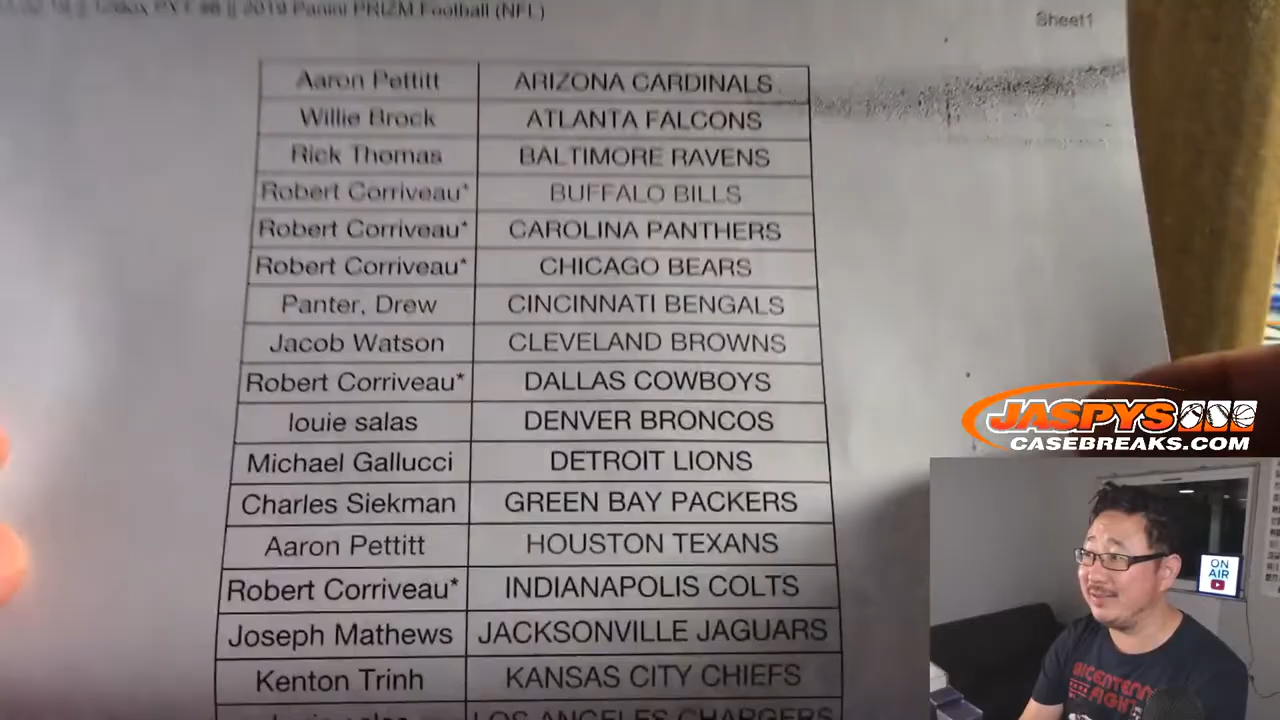 2019 Panini PRIZM Football (NFL)
Sheet1
Aaron Pettitt ARIZONA CARDINALS
Willie Brock ATLANTA FALCONS
Rick Thomas BALTIMORE RAVENS
Robert Corriveau* BUFFALO BILLS
Robert Corriveau* CAROLINA PANTHERS
Robert Corriveau* CHICAGO BEARS
Panter, Drew CINCINNATI BENGALS
Jacob Watson CLEVELAND BROWNS
Robert Corriveau* DALLAS COWBOYS
louie salas DENVER BRONCOS
Michael Gallucci DETROIT LIONS
Charles Siekman GREEN BAY PACKERS
Aaron Pettitt HOUSTON TEXANS
Robert Corriveau* INDIANAPOLIS COLTS
Joseph Mathews JACKSONVILLE JAGUARS
Kenton Trinh KANSAS CITY CHIEFS
louie salas LOS ANGELES CHARGERS
JASPYS
CASEBREAKS.COM
ON
AIR